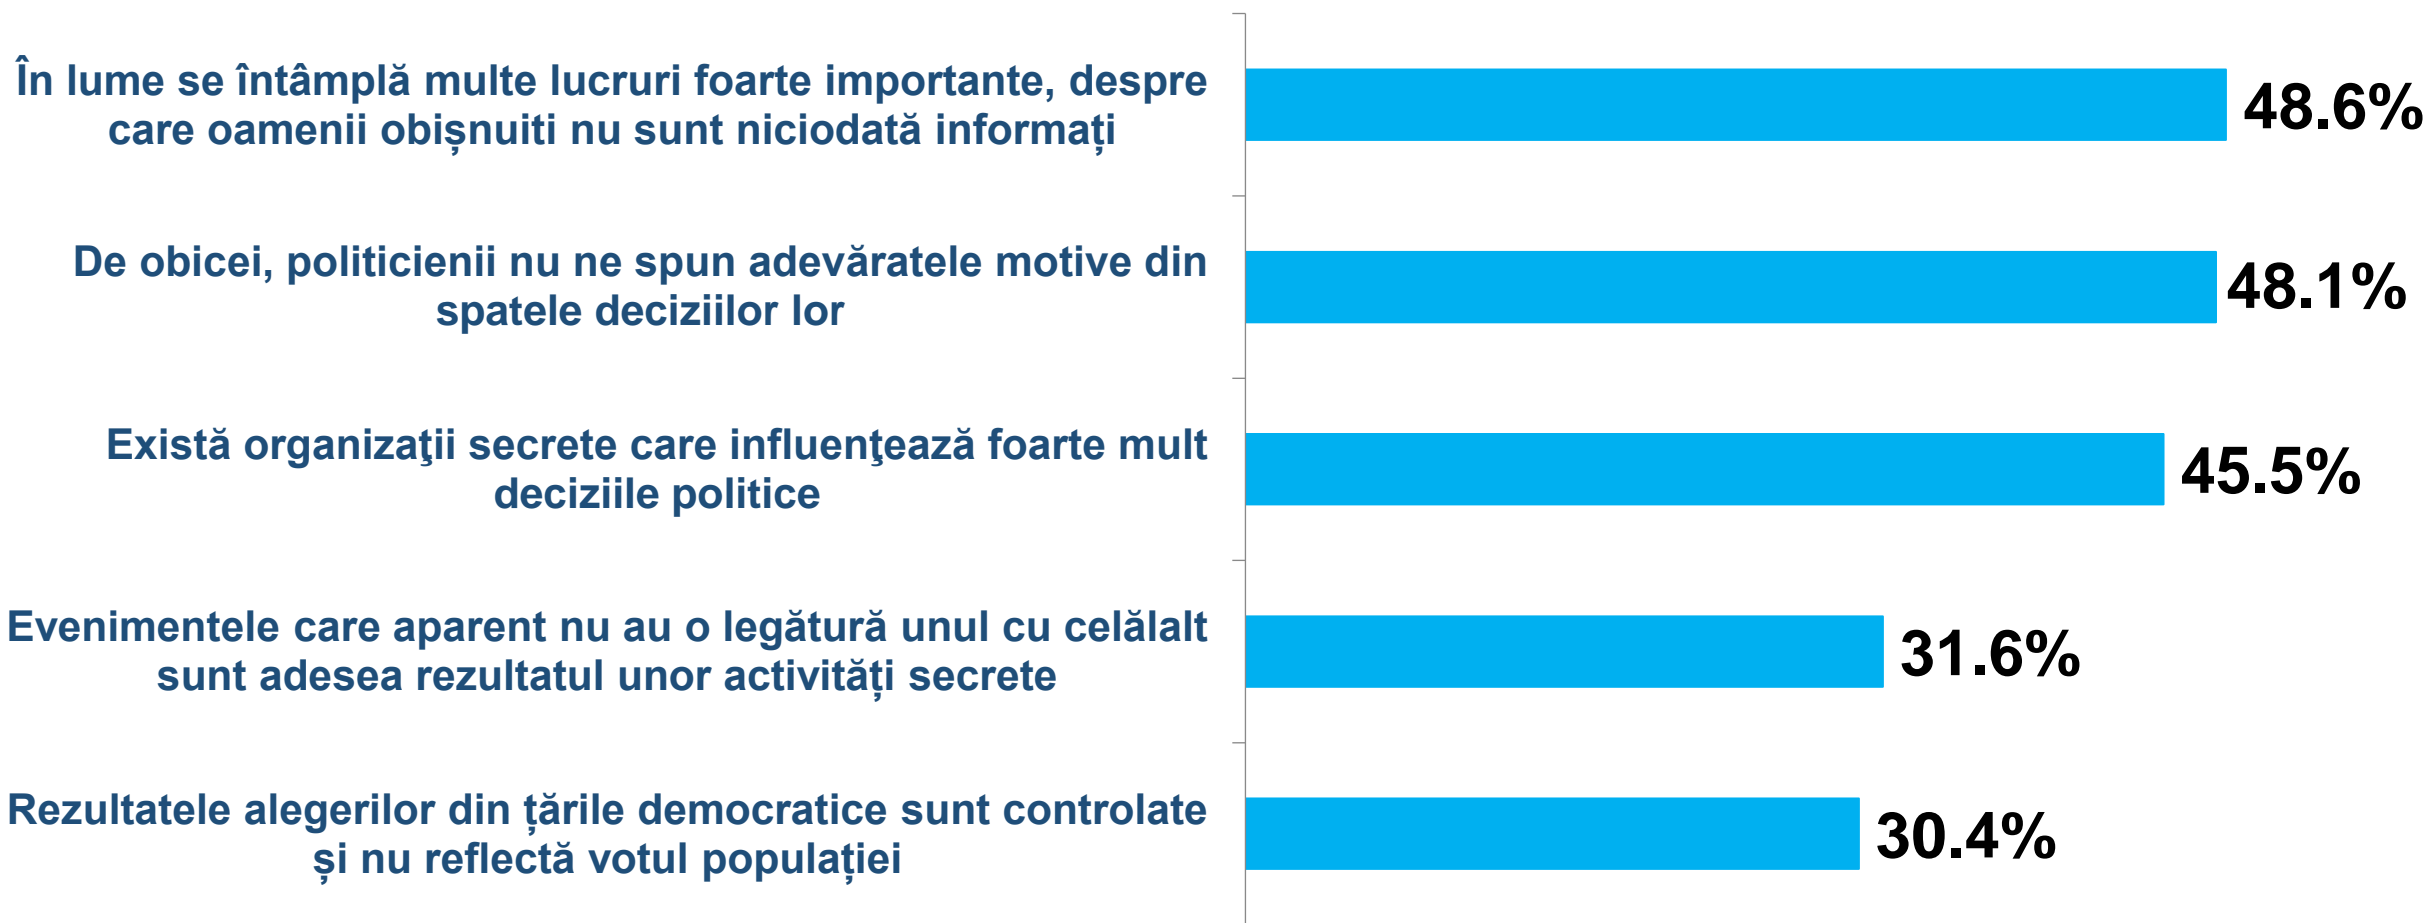 În lume se întâmplă multe lucruri foarte importante, despre
care oamenii obișnuiti nu sunt niciodată informați
48.6%
De obicei, politicienii nu ne spun adevăratele motive din
spatele deciziilor lor
48.1%
Există organizaţii secrete care influenţează foarte mult
deciziile politice
45.5%
Evenimentele care aparent nu au o legătură unul cu celălalt
sunt adesea rezultatul unor activități secrete
31.6%
Rezultatele alegerilor din țările democratice sunt controlate
și nu reflectă votul populației
30.4%